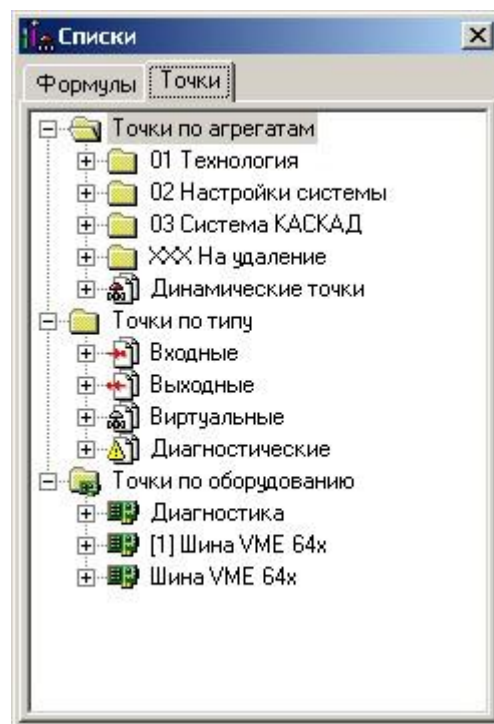 Списки
Формулы Точки
Точки по агрегатам
01 Технология
02 Настройки системы
03 Система КАСКАД
XXX На удаление
Динамические точки
Точки по типу
Входные
Выходные
Виртуальные
Диагностические
Точки по оборудованию
Диагностика
[1] Шина VME 64x
Шина VME 64x